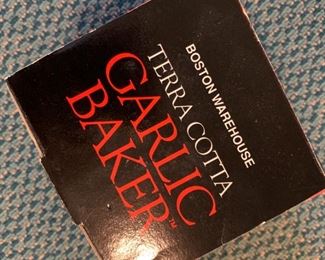 BOSTON WAREHOUSE
TERRA COTTA
GARLIC
BAKER™